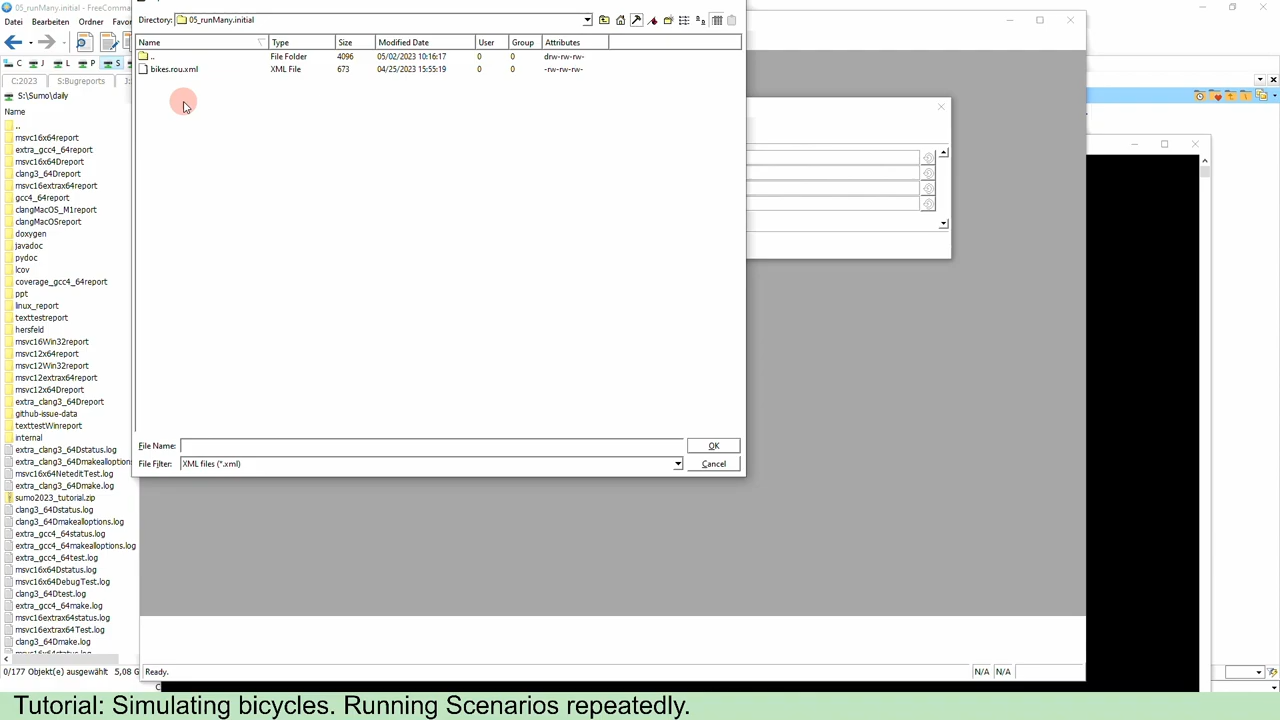 05_runMany.initial - FreeComma
Datei Bearbeiten Ordner Favo
C J L P S
C:2023 S:Bugreports J:
S:\Sumo\daily
Name
..
msvc16x64report
extra_gcc4_64report
msvc16x64Dreport
clang3_64Dreport
msvc16extrax64report
gcc4_64report
clangMacOS_M1report
clangMacOSreport
doxygen
javadoc
pydoc
lcov
coverage_gcc4_64report
ppt
linux_report
texttestreport
hersfeld
msvc16Win32report
msvc12x64report
msvc12Win32report
msvc12extrax64report
msvc12x64Dreport
extra_clang3_64Dreport
github-issue-data
texttestWinreport
internal
extra_clang3_64Dstatus.log
extra_clang3_64Dmakealloption
msvc16x64NeteditTest.log
extra_clang3_64Dmake.log
sumo2023_tutorial.zip
clang3_64Dstatus.log
clang3_64Dmakealloptions.log
extra_gcc4_64status.log
extra_gcc4_64makealloptions.log
extra_gcc4_64test.log
msvc16x64Dstatus.log
msvc16x64DebugTest.log
clang3_64Dtest.log
extra_gcc4_64make.log
msvc16extrax64status.log
msvc16extrax64Test.log
clang3_64Dmake.log
0/177 Objekt(e) ausgewählt 5,08 G
Directory: 05_runMany.initial
Name Type Size Modified Date User Group Attributes
.. File Folder 4096 05/02/2023 10:16:17 0 0 drw-rw-rw-
bikes.rou.xml XML File 673 04/25/2023 15:55:19 0 0 -rw-rw-rw-
File Name: OK
File Filter: XML files (*.xml) Cancel
Ready. N/A N/A
Tutorial: Simulating bicycles. Running Scenarios repeatedly.